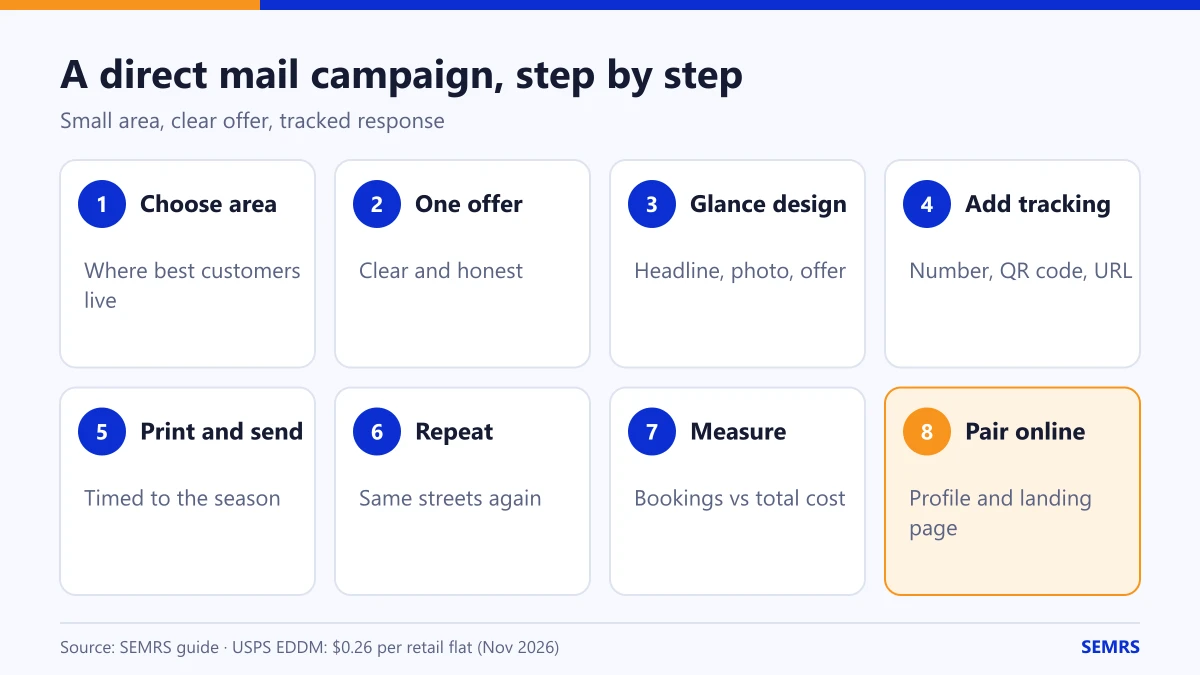 A direct mail campaign, step by step
Small area, clear offer, tracked response
1 Choose area
Where best customers
live
2 One offer
Clear and honest
3 Glance design
Headline, photo, offer
4 Add tracking
Number, QR code, URL
5 Print and send
Timed to the season
6 Repeat
Same streets again
7 Measure
Bookings vs total cost
8 Pair online
Profile and landing
page
Source: SEMRS guide · USPS EDDM: $0.26 per retail flat (Nov 2026)
SEMRS